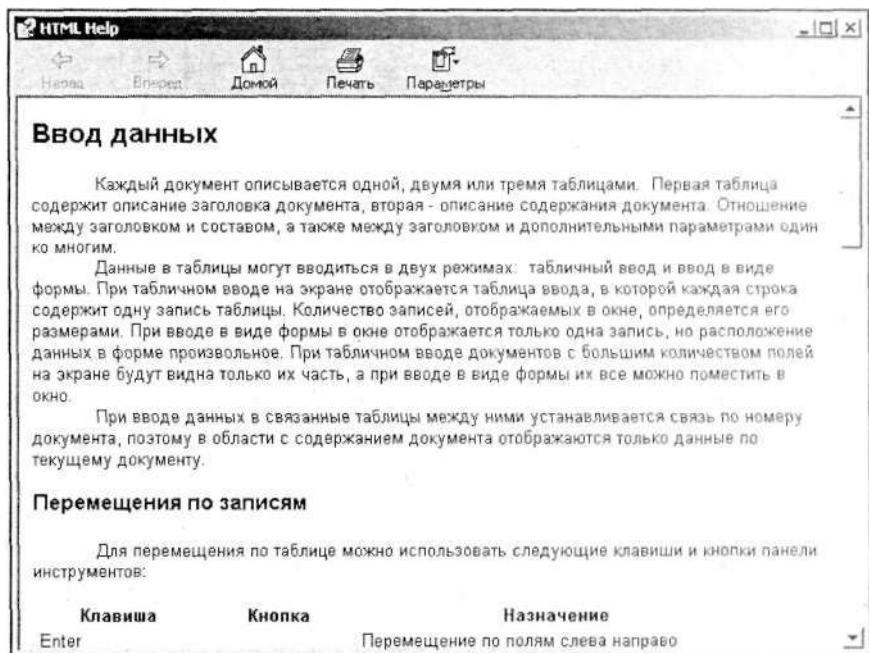 HTML Help
Назад Вперед Домой Печать Параметры
Ввод данных
Каждый документ описывается одной, двумя или тремя таблицами. Первая таблица
содержит описание заголовка документа, вторая - описание содержания документа. Отношение
между заголовком и составом, а также между заголовком и дополнительными параметрами один
ко многим.
Данные в таблицы могут вводиться в двух режимах: табличный ввод и ввод в виде
формы. При табличном вводе на экране отображается таблица ввода, в которой каждая строка
содержит одну запись таблицы. Количество записей, отображаемых в окне, определяется его
размерами. При вводе в виде формы в окне отображается только одна запись, но расположение
данных в форме произвольное. При табличном вводе документов с большим количеством полей
на экране будут видна только их часть, а при вводе в виде формы их все можно поместить в
окно.
При вводе данных в связанные таблицы между ними устанавливается связь по номеру
документа, поэтому в области с содержанием документа отображаются только данные по
текущему документу.
Перемещения по записям
Для перемещения по таблице можно использовать следующие клавиши и кнопки панели
инструментов:
Клавиша Кнопка Назначение
Enter Перемещение по полям слева направо